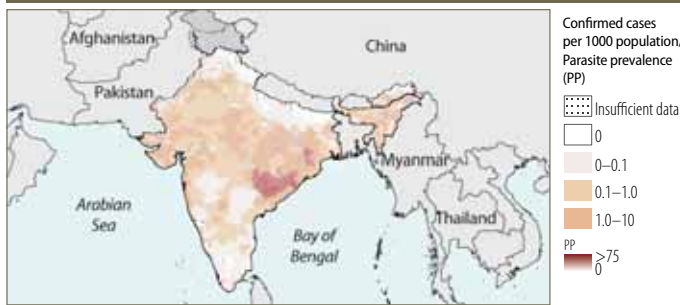 Confirmed cases
per 1000 population/
Parasite prevalence
(PP)
Insufficient data
0
0–0.1
0.1–1.0
1.0–10
PP
>75
0
Afghanistan
China
Pakistan
Myanmar
Arabian
Sea
Thailand
Bay of
Bengal